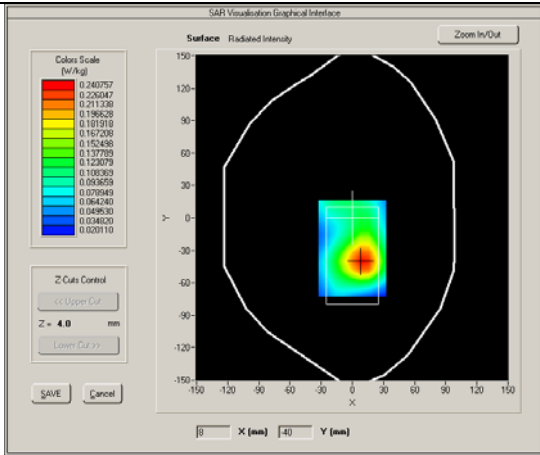 SAR Visualisation Graphical Interface
Surface Radiated Intensity
Zoom In/Out
Colors Scale
(W/kg)
0.240757
0.226047
0.211338
0.196628
0.181918
0.167208
0.152498
0.137789
0.123079
0.108369
0.093659
0.078949
0.064240
0.049530
0.034820
0.020110
Z-Cuts Control
<< Upper Cut
Z = 4.0 mm
Lower Cut >>
SAVE Cancel
150
120
90
60
30
0
-30
-60
-90
-120
-150
Y
-150 -120 -90 -60 -30 0 30 60 90 120 150
X
8 X (mm) -40 Y (mm)